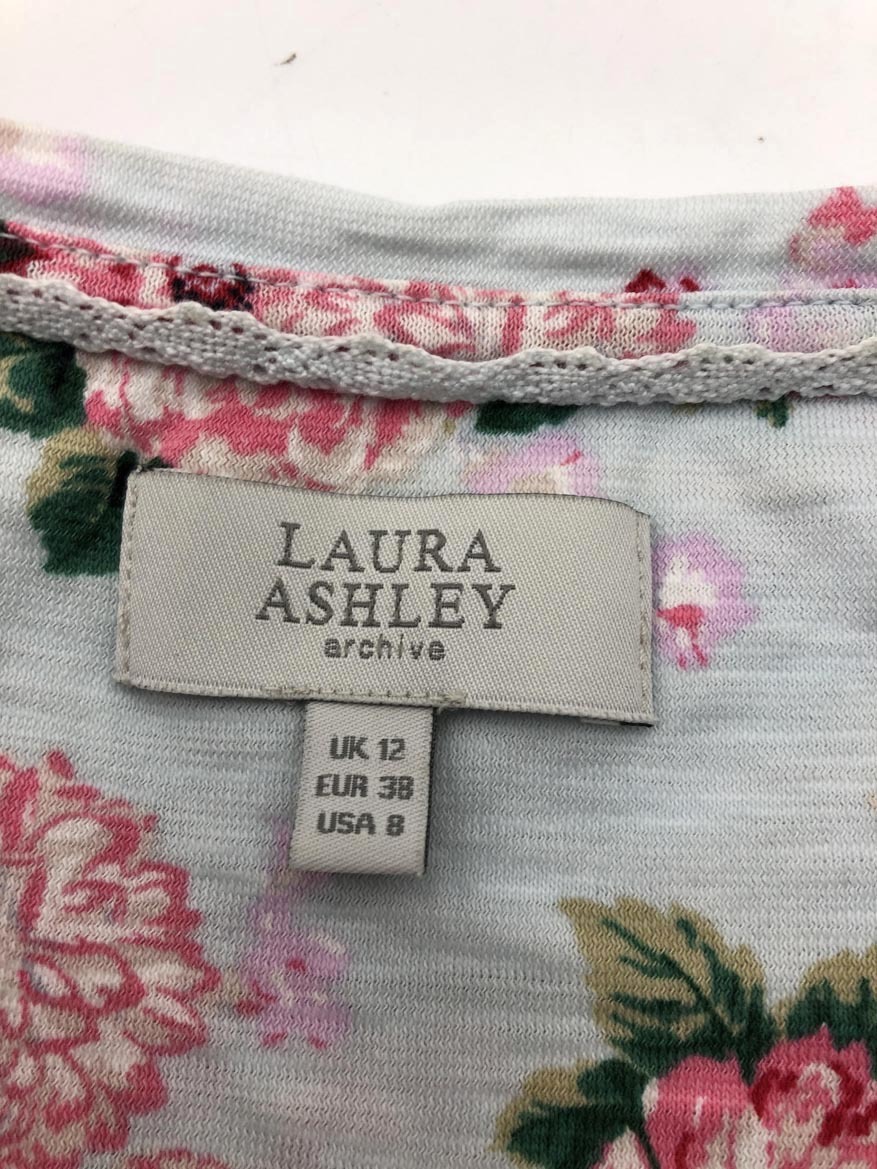 LAURA
ASHLEY
archive
UK 12
EUR 38
USA 8